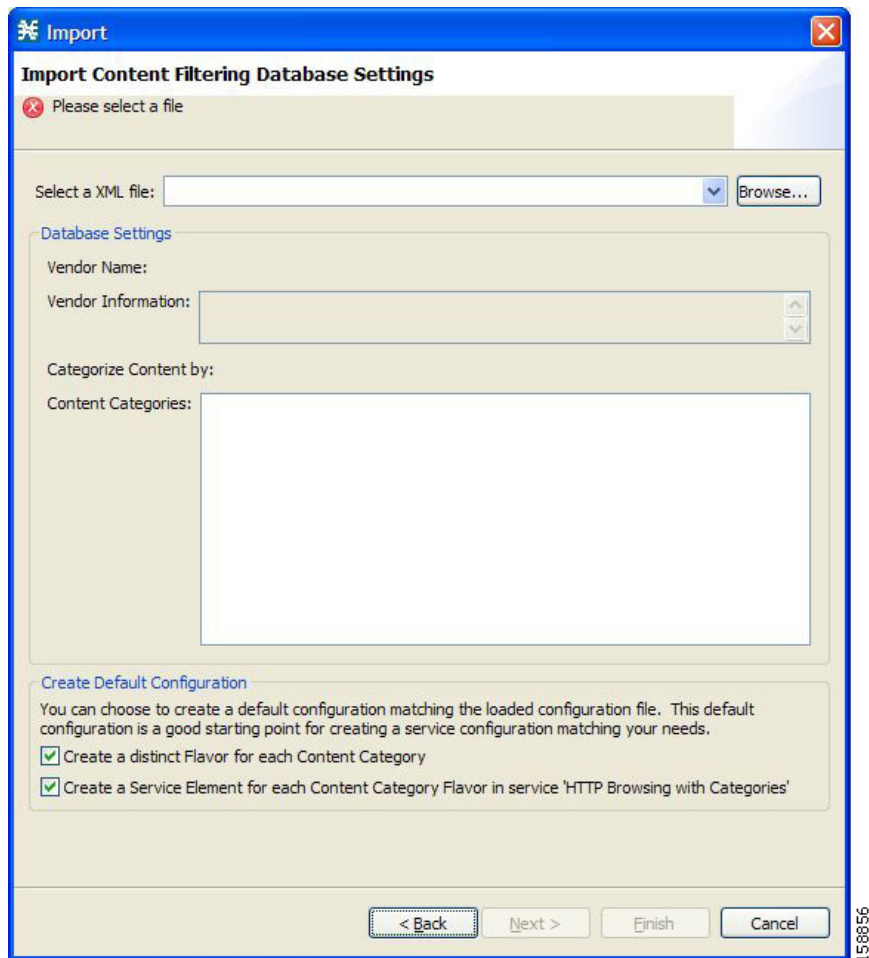 Import
Import Content Filtering Database Settings
Please select a file
Select a XML file:
Browse...
Database Settings
Vendor Name:
Vendor Information:
Categorize Content by:
Content Categories:
Create Default Configuration
You can choose to create a default configuration matching the loaded configuration file. This default
configuration is a good starting point for creating a service configuration matching your needs.
Create a distinct Flavor for each Content Category
Create a Service Element for each Content Category Flavor in service 'HTTP Browsing with Categories'
< Back
Next >
Finish
Cancel
158856